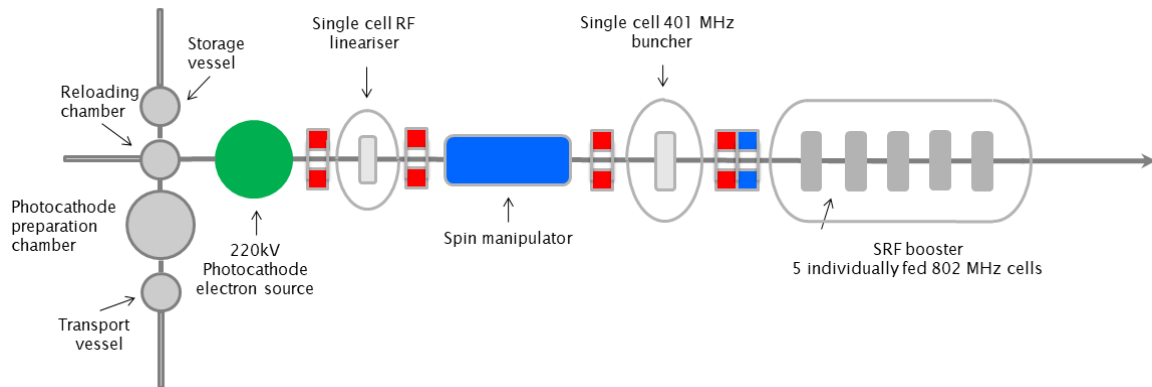 Single cell RF
lineariser
Single cell 401 MHz
buncher
Storage
vessel
Reloading
chamber
Photocathode
preparation
chamber
220kV
Photocathode
electron source
Spin manipulator
SRF booster
5 individually fed 802 MHz cells
Transport
vessel